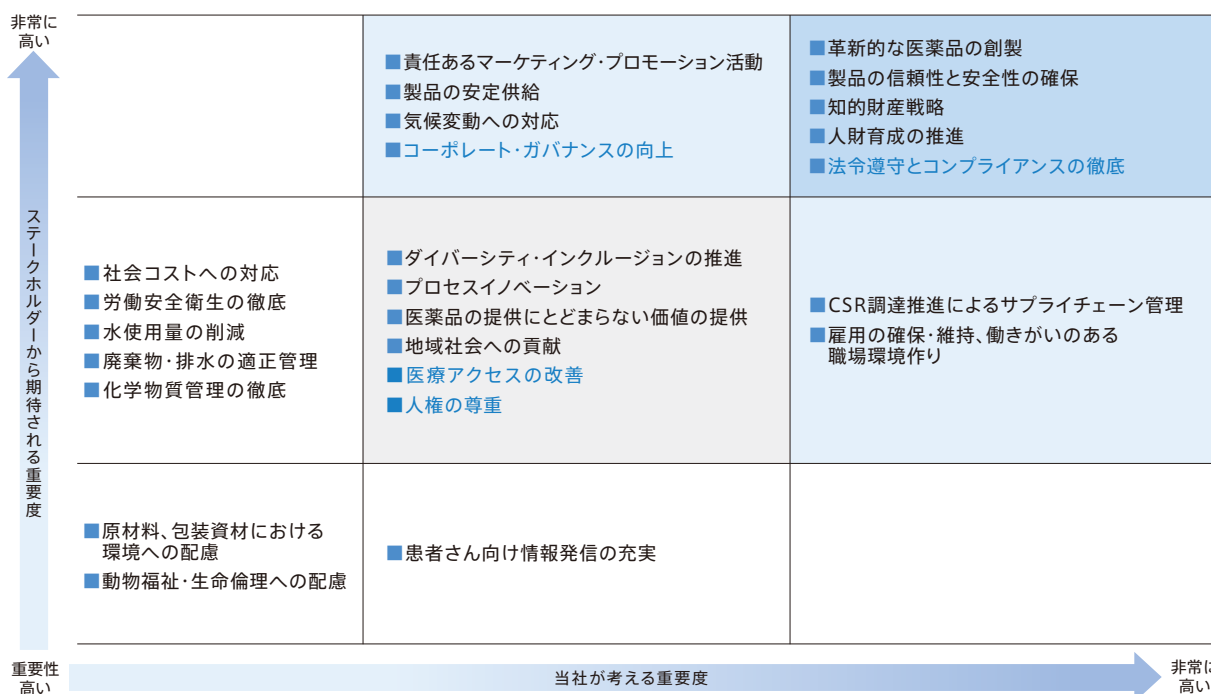 非常に
高い
■責任あるマーケティング・プロモーション活動
■製品の安定供給
■気候変動への対応
■コーポレート・ガバナンスの向上
■革新的な医薬品の創製
■製品の信頼性と安全性の確保
■知的財産戦略
■人財育成の推進
■法令遵守とコンプライアンスの徹底
ステークホルダーから期待される重要度
■社会コストへの対応
■労働安全衛生の徹底
■水使用量の削減
■廃棄物・排水の適正管理
■化学物質管理の徹底
■ダイバーシティ・インクルージョンの推進
■プロセスイノベーション
■医薬品の提供にとどまらない価値の提供
■地域社会への貢献
■医療アクセスの改善
■人権の尊重
■CSR調達推進によるサプライチェーン管理
■雇用の確保・維持、働きがいのある
職場環境作り
■原材料、包装資材における
環境への配慮
■動物福祉・生命倫理への配慮
■患者さん向け情報発信の充実
重要性
高い
当社が考える重要度
非常に
高い